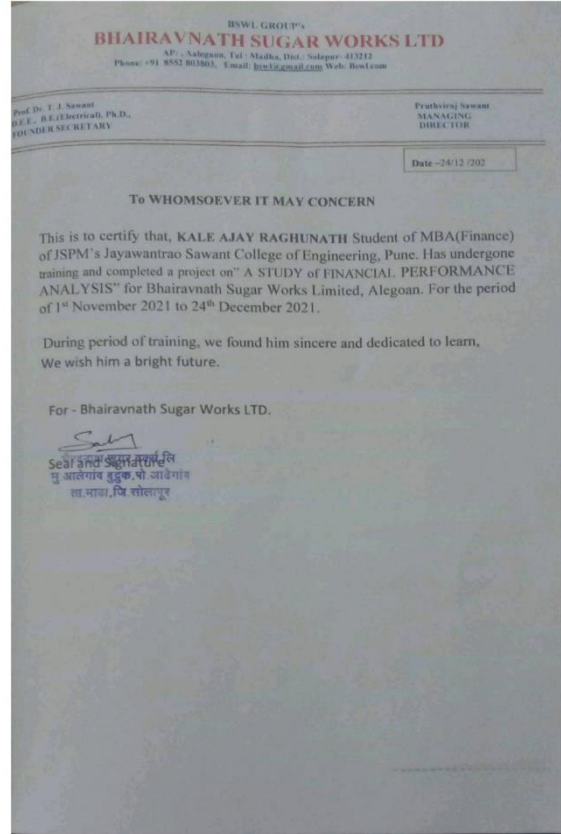 BSWL GROUP's
BHAIRAVNATH SUGAR WORKS LTD
AP: , Aalegaon, Tal : Madha, Dist.: Solapur- 413212
Phone: +91 8552 803803, Email: bswl@gmail.com Web: Bswl.com
Prof. Dr. T. J. Sawant
D.E.E., B.E.(Electrical), Ph.D.,
FOUNDER SECRETARY
Pruthviraj Sawant
MANAGING
DIRECTOR
Date –24/12 /202
To WHOMSOEVER IT MAY CONCERN
This is to certify that, KALE AJAY RAGHUNATH Student of MBA(Finance)
of JSPM's Jayawantrao Sawant College of Engineering, Pune. Has undergone
training and completed a project on" A STUDY of FINANCIAL PERFORMANCE
ANALYSIS" for Bhairavnath Sugar Works Limited, Alegoan. For the period
of 1st November 2021 to 24th December 2021.
During period of training, we found him sincere and dedicated to learn,
We wish him a bright future.
For - Bhairavnath Sugar Works LTD.
Seal and Signature
मु आलेगांव बुद्रुक,पो.आढेगांव
ता.माढा,जि सोलापूर